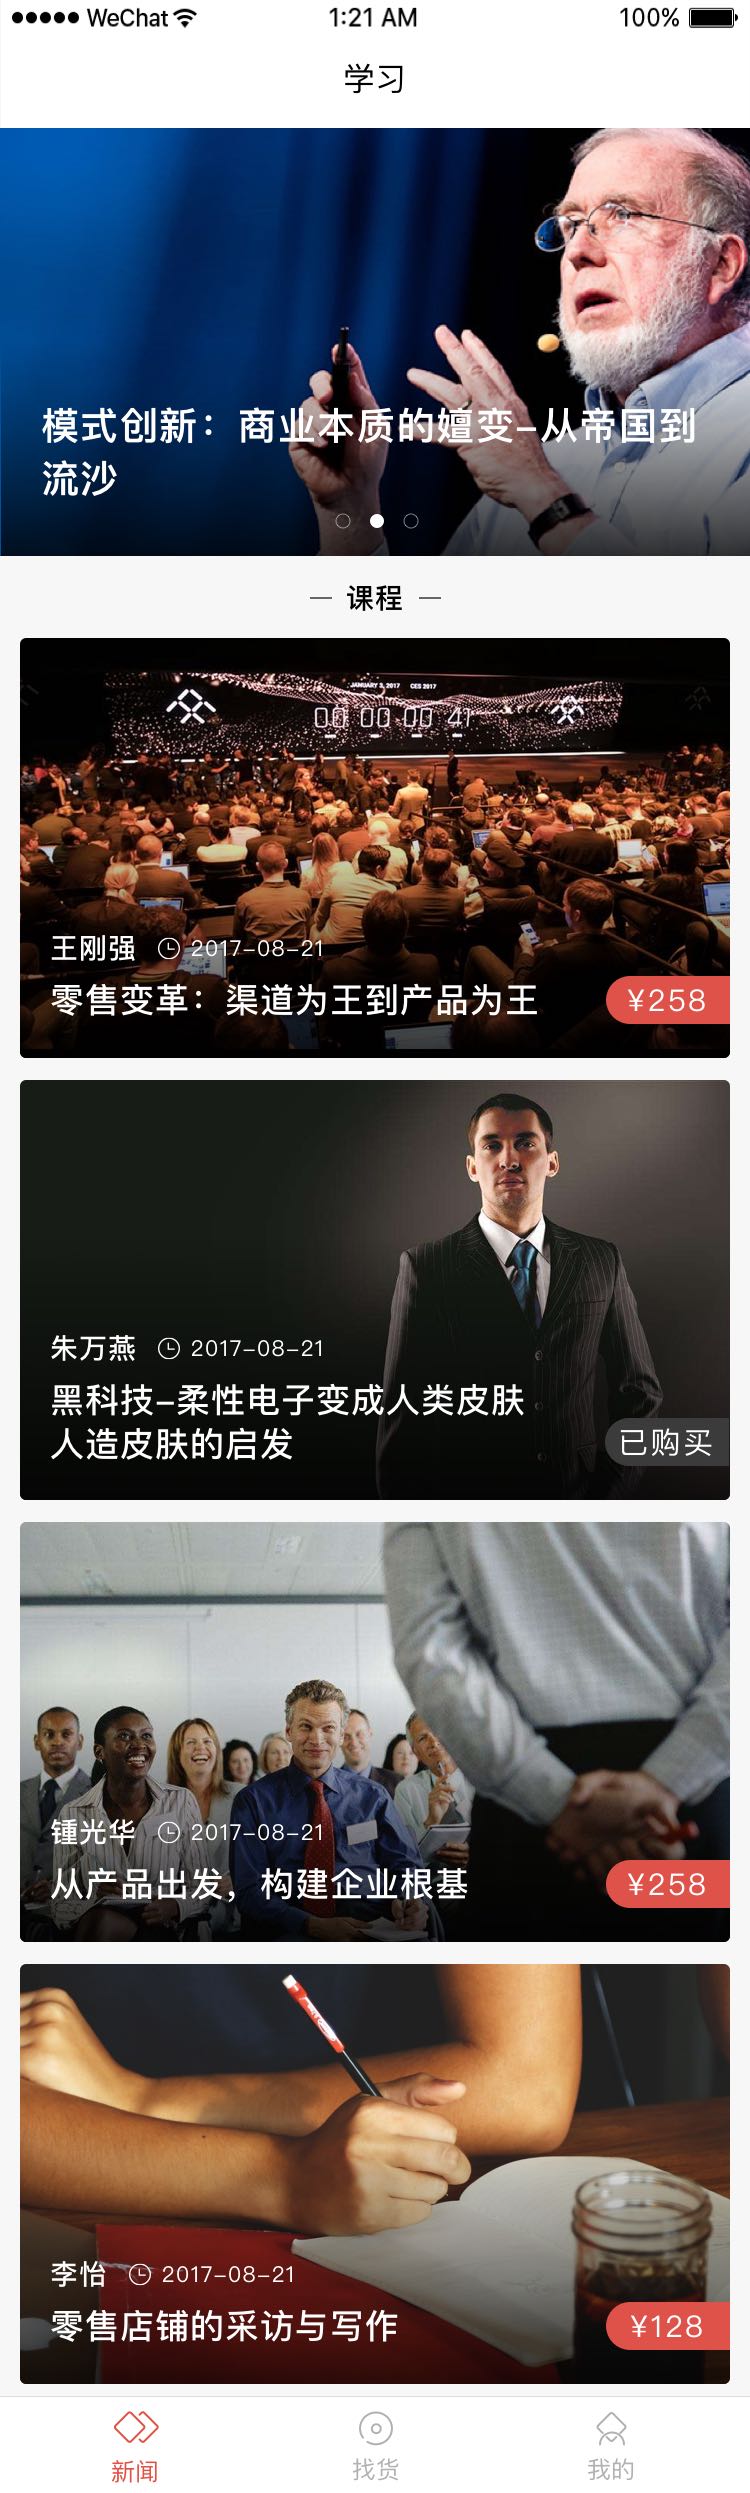 WeChat 1:21 AM 100%
学习
模式创新：商业本质的嬗变-从帝国到
流沙
课程
JANUARY 3, 2017 CES 2017
00 00 00 41
王刚强 2017-08-21
零售变革：渠道为王到产品为王
¥258
朱万燕 2017-08-21
黑科技-柔性电子变成人类皮肤
人造皮肤的启发
已购买
锺光华 2017-08-21
从产品出发，构建企业根基
¥258
李怡 2017-08-21
零售店铺的采访与写作
¥128
新闻 找货 我的